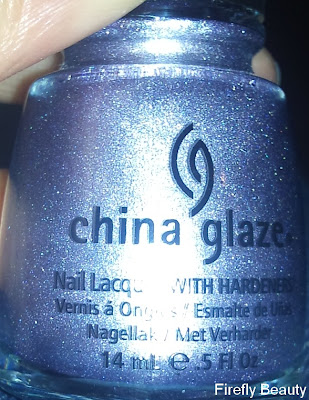 china glaze.
Nail Lacquer WITH HARDENERS
Vernis á Ongles / Esmalte de Uñas
Nagellak / Met Verharder
14 mL e .5 fl oz
Firefly Beauty